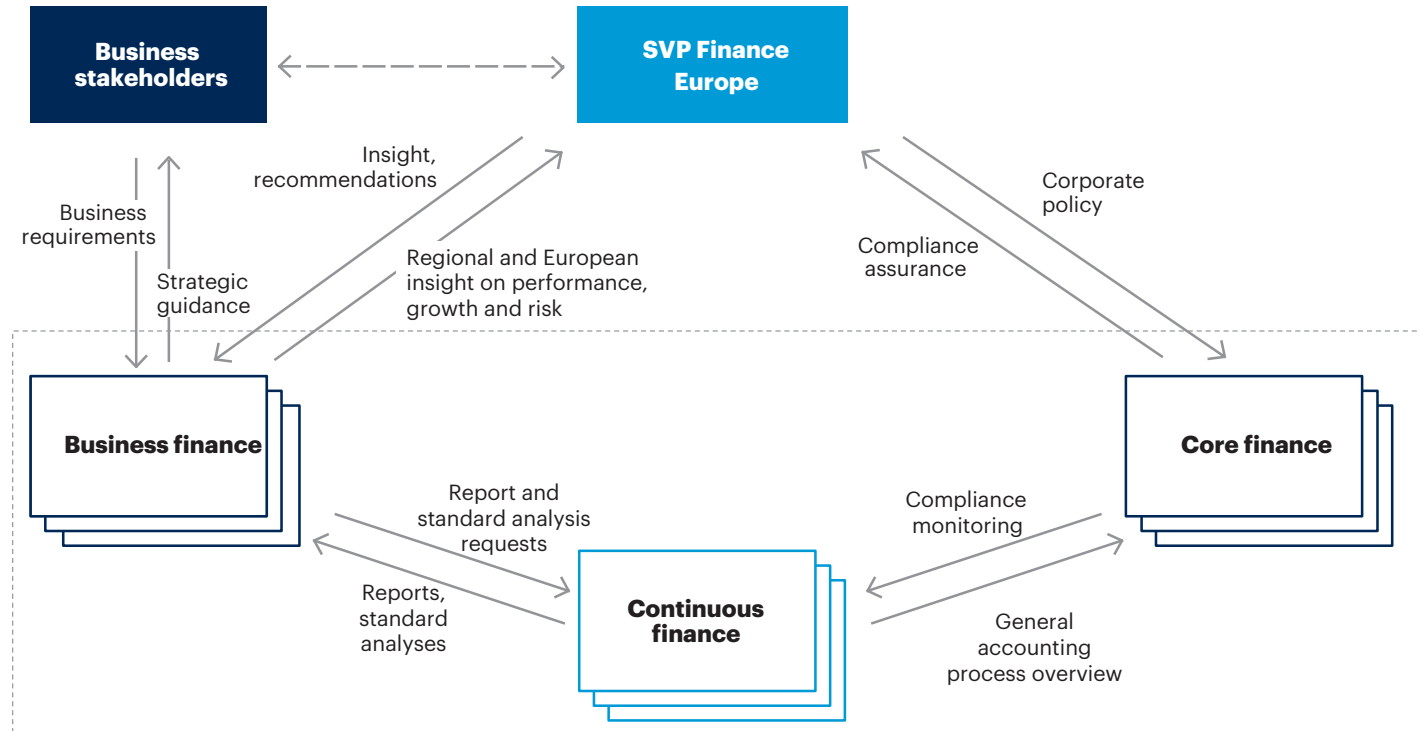 Business
stakeholders
SVP Finance
Europe
Insight,
recommendations
Corporate
policy
Business
requirements
Compliance
assurance
Regional and European
insight on performance,
growth and risk
Strategic
guidance
Business finance
Core finance
Report and
standard analysis
requests
Compliance
monitoring
Reports,
standard
analyses
Continuous
finance
General
accounting
process overview